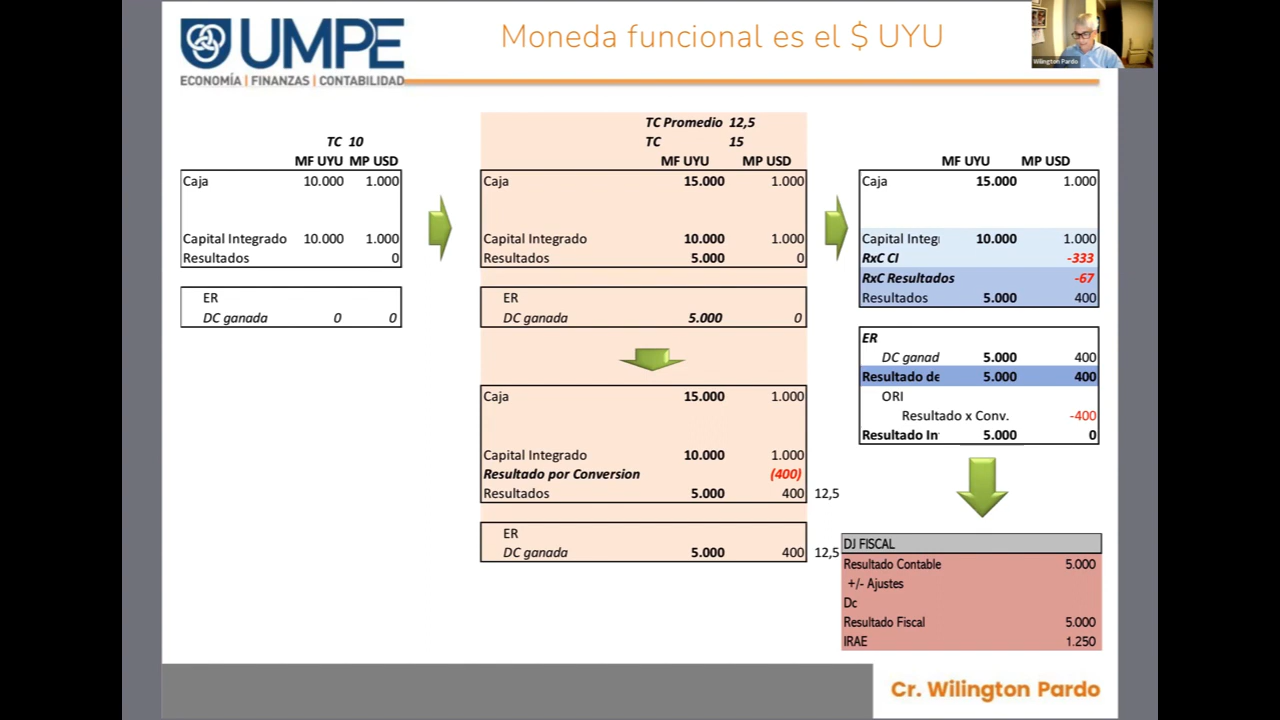 UMPE
ECONOMÍA | FINANZAS | CONTABILIDAD
Moneda funcional es el $ UYU
Wilington Pardo
TC 10
MF UYU MP USD
Caja 10.000 1.000
Capital Integrado 10.000 1.000
Resultados 0
ER
DC ganada 0 0
TC Promedio 12,5
TC 15
MF UYU MP USD
Caja 15.000 1.000
Capital Integrado 10.000 1.000
Resultados 5.000 0
ER
DC ganada 5.000 0
Caja 15.000 1.000
Capital Integrado 10.000 1.000
Resultado por Conversion (400)
Resultados 5.000 400 12,5
ER
DC ganada 5.000 400 12,5
MF UYU MP USD
Caja 15.000 1.000
Capital Integ 10.000 1.000
RxC CI -333
RxC Resultados -67
Resultados 5.000 400
ER
DC ganad 5.000 400
Resultado de 5.000 400
ORI
Resultado x Conv. -400
Resultado In 5.000 0
DJ FISCAL
Resultado Contable 5.000
+/- Ajustes
Dc
Resultado Fiscal 5.000
IRAE 1.250
Cr. Wilington Pardo